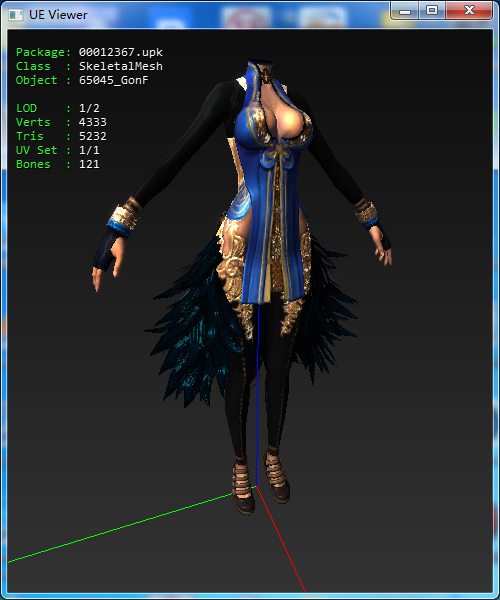 UE Viewer
Package: 00012367.upk
Class : SkeletalMesh
Object : 65045_GonF
LOD : 1/2
Verts : 4333
Tris : 5232
UV Set : 1/1
Bones : 121